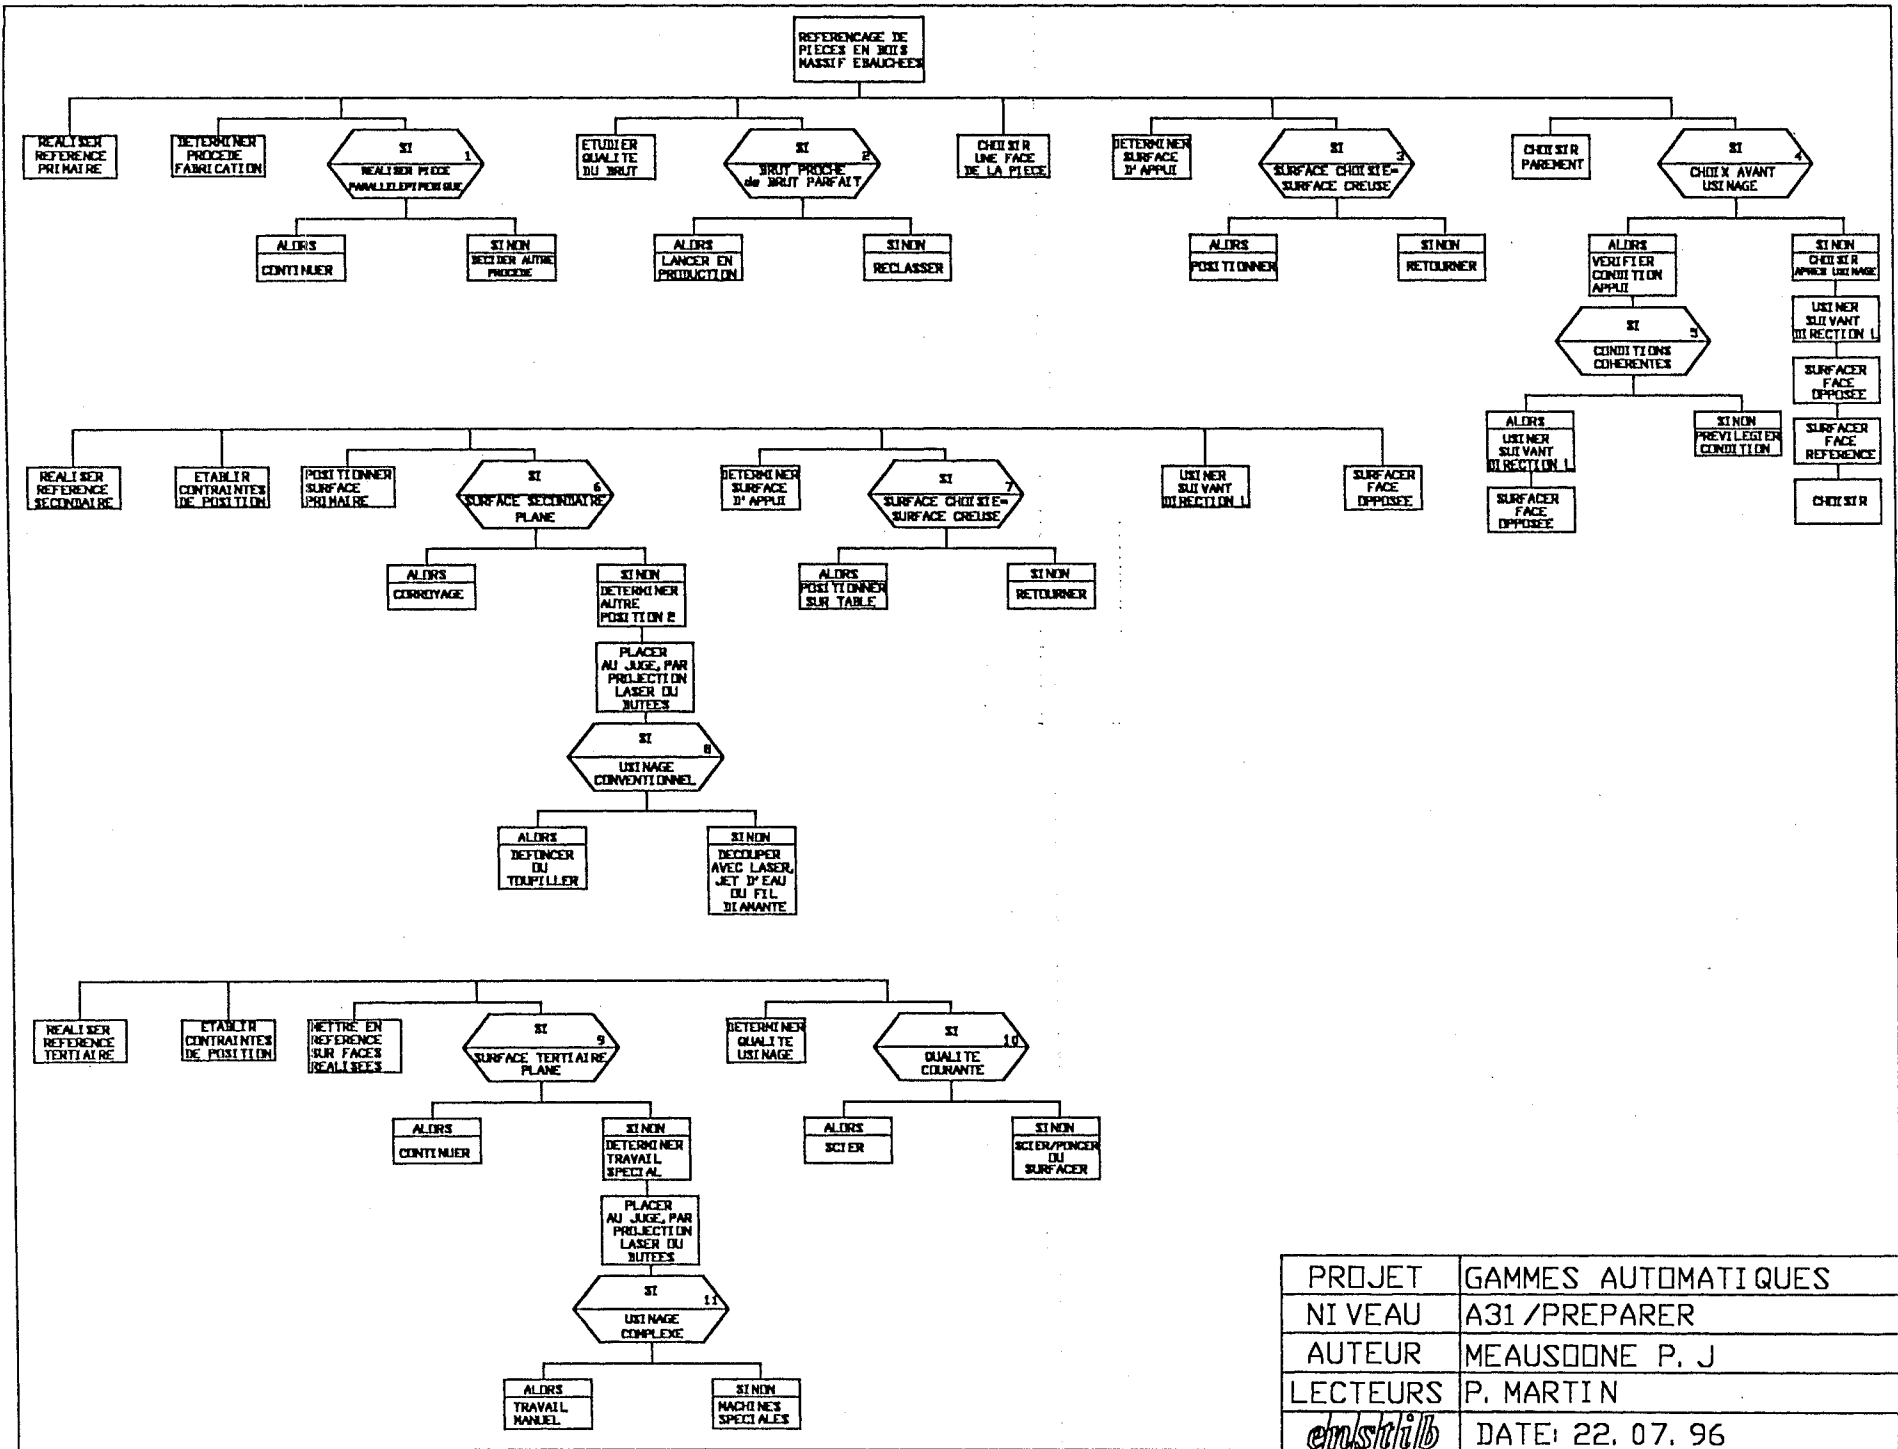 REFERENCAGE DE
PIECES EN BOIS
MASSIF EBAUCHEES
REALISER
REFERENCE
PRIMAIRE
DETERMINER
PROCEDE
FABRICATION
SI
1
REALISER PIECE
PARALLELEPIPEDIQUE
ALORS
CONTINUER
SINON
DECIDER AUTRE
PROCEDE
ETUDIER
QUALITE
DU BRUT
SI
2
BRUT PROCHE
de BRUT PARFAIT
ALORS
LANCER EN
PRODUCTION
SINON
RECLASSER
CHOISIR
UNE FACE
DE LA PIECE
DETERMINER
SURFACE
D'APPUI
SI
3
SURFACE CHOISIE=
SURFACE CREUSE
ALORS
POSITIONNER
SINON
RETOURNER
CHOISIR
PAREMENT
SI
4
CHOIX AVANT
USINAGE
ALORS
VERIFIER
CONDITION
APPUI
SI
5
CONDITIONS
COHERENTES
ALORS
USINER
SUIVANT
DIRECTION L
SURFACER
FACE
OPPOSEE
SINON
PREVILEGIER
CONDITION
SINON
CHOISIR
APRES USINAGE
USINER
SUIVANT
DIRECTION L
SURFACER
FACE
OPPOSEE
SURFACER
FACE
REFERENCE
CHOISIR
REALISER
REFERENCE
SECONDAIRE
ETABLIR
CONTRAINTES
DE POSITION
POSITIONNER
SURFACE
PRIMAIRE
SI
6
SURFACE SECONDAIRE
PLANE
ALORS
CORROYAGE
SINON
DETERMINER
AUTRE
POSITION 2
PLACER
AU JUGE, PAR
PROJECTION
LASER OU
BUTEES
SI
8
USINAGE
CONVENTIONNEL
ALORS
DEFONCER
OU
TOUPILLER
SINON
DECOUPER
AVEC LASER,
JET D'EAU
OU FIL
DIAMANTE
DETERMINER
SURFACE
D'APPUI
SI
7
SURFACE CHOISIE=
SURFACE CREUSE
ALORS
POSITIONNER
SUR TABLE
SINON
RETOURNER
USINER
SUIVANT
DIRECTION L
SURFACER
FACE
OPPOSEE
REALISER
REFERENCE
TERTIAIRE
ETABLIR
CONTRAINTES
DE POSITION
METTRE EN
REFERENCE
SUR FACES
REALISEES
SI
9
SURFACE TERTIAIRE
PLANE
ALORS
CONTINUER
SINON
DETERMINER
TRAVAIL
SPECIAL
PLACER
AU JUGE, PAR
PROJECTION
LASER OU
BUTEES
SI
11
USINAGE
COMPLEXE
ALORS
TRAVAIL
MANUEL
SINON
MACHINES
SPECIALES
DETERMINER
QUALITE
USINAGE
SI
10
QUALITE
COURANTE
ALORS
SCIER
SINON
SCIER/PONCER
OU
SURFACER
PROJET GAMMES AUTOMATIQUES
NIVEAU A31/PREPARER
AUTEUR MEAUSOONE P. J
LECTEURS P. MARTIN
enstib DATE: 22. 07. 96